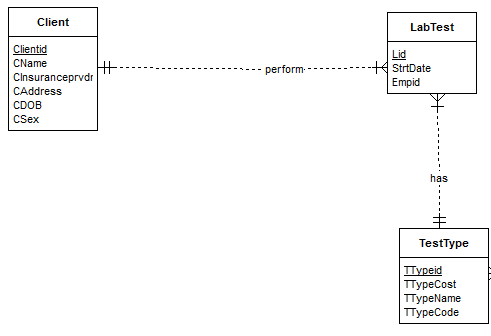 Client
Clientid
CName
CInsuranceprvdr
CAddress
CDOB
CSex
perform
LabTest
Lid
StrtDate
Empid
has
TestType
TTypeid
TTypeCost
TTypeName
TTypeCode